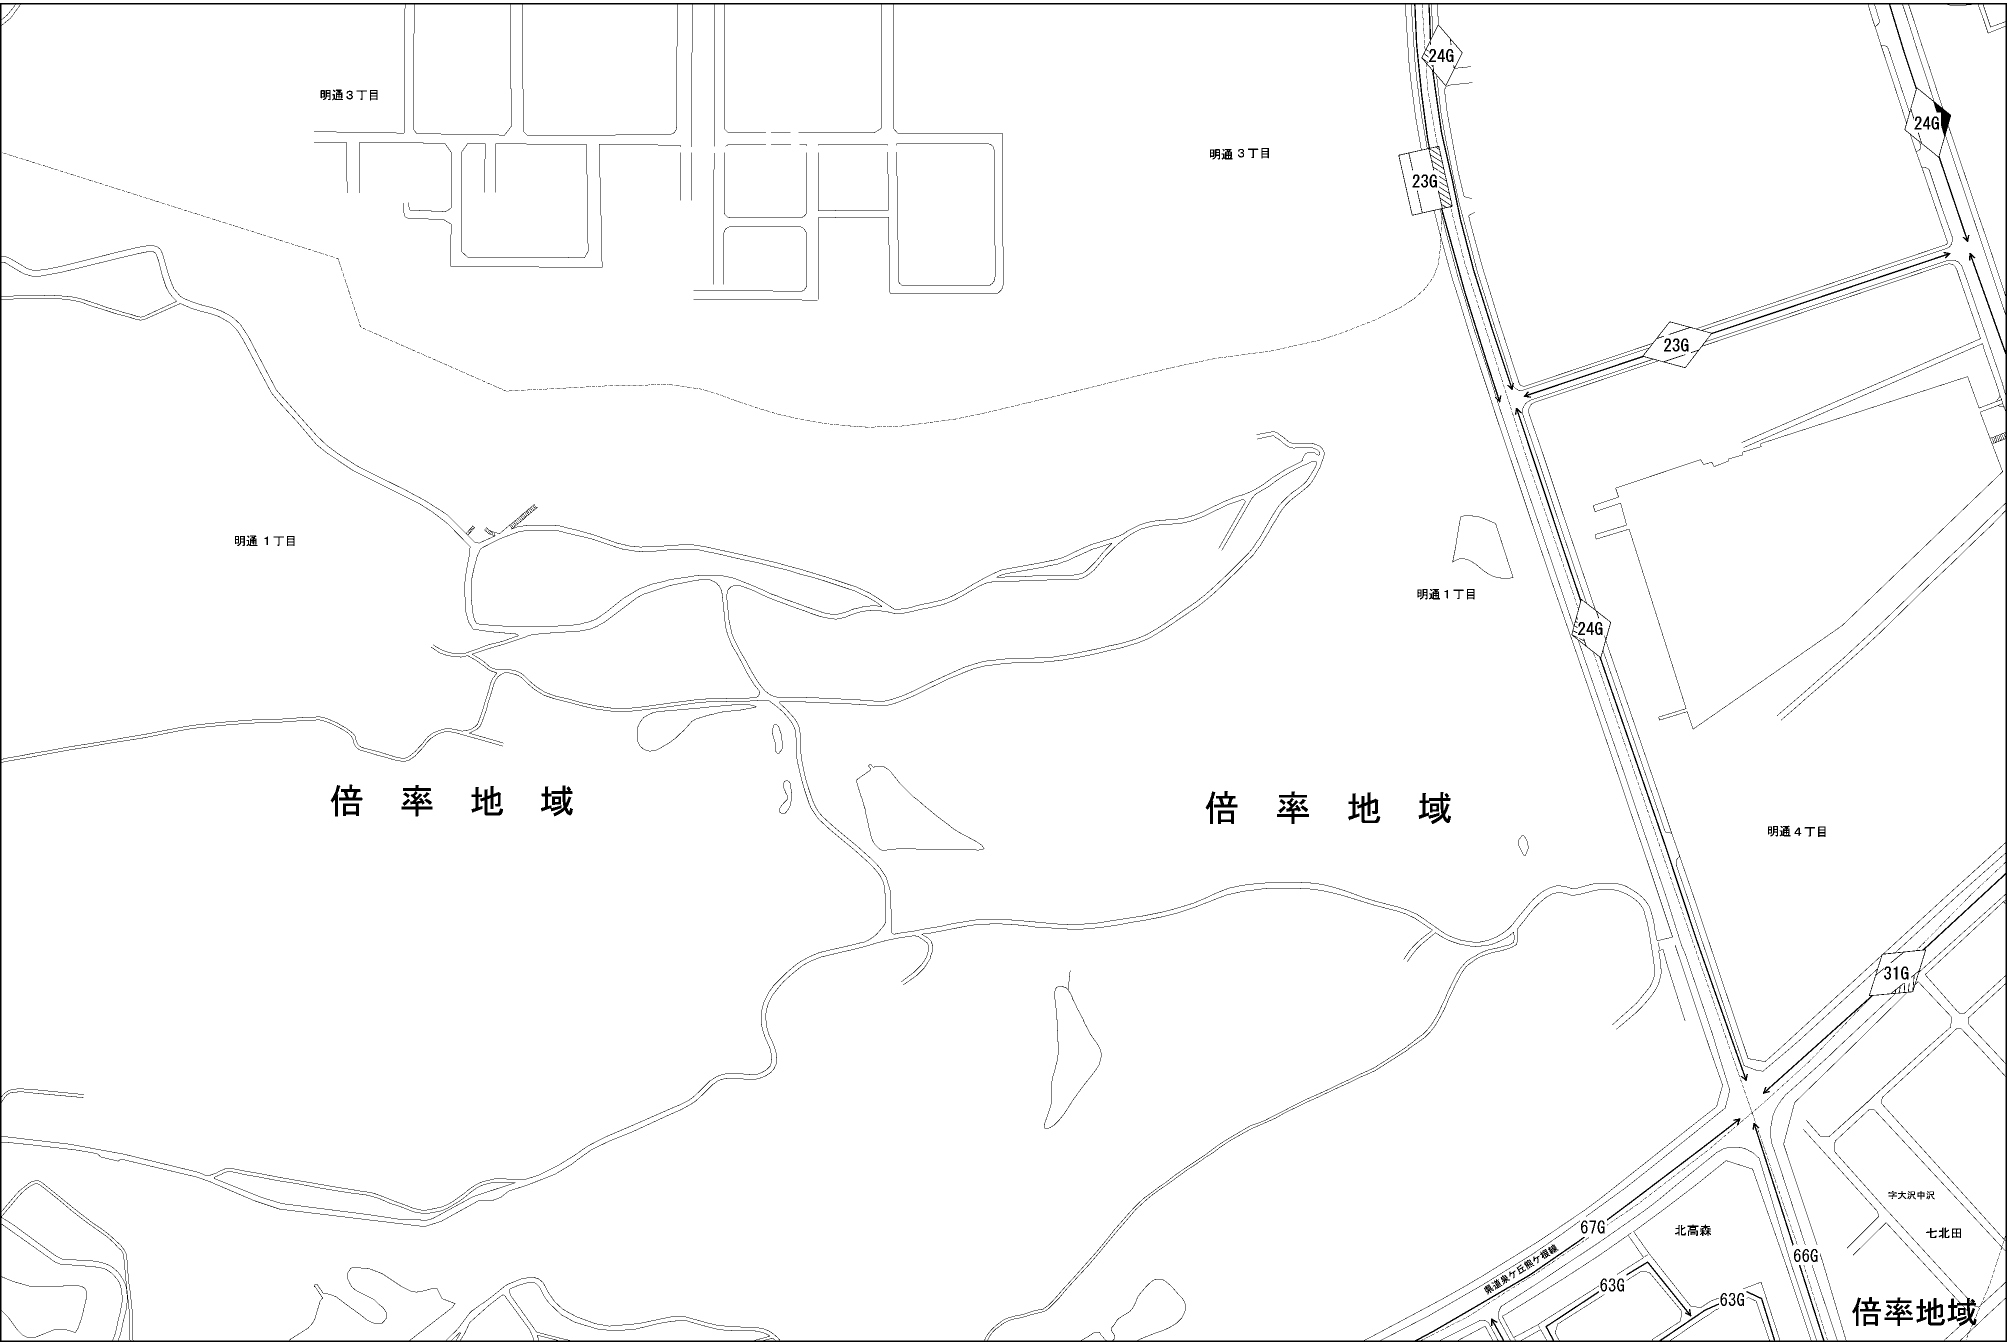 24G
明通３丁目
24G
明通３丁目
23G
23G
明通１丁目
明通１丁目
24G
倍率地域
倍率地域
明通４丁目
31G
字大沢中沢
67G
北高森
七北田
県道泉ケ丘熊ケ根線
66G
63G
63G
倍率地域